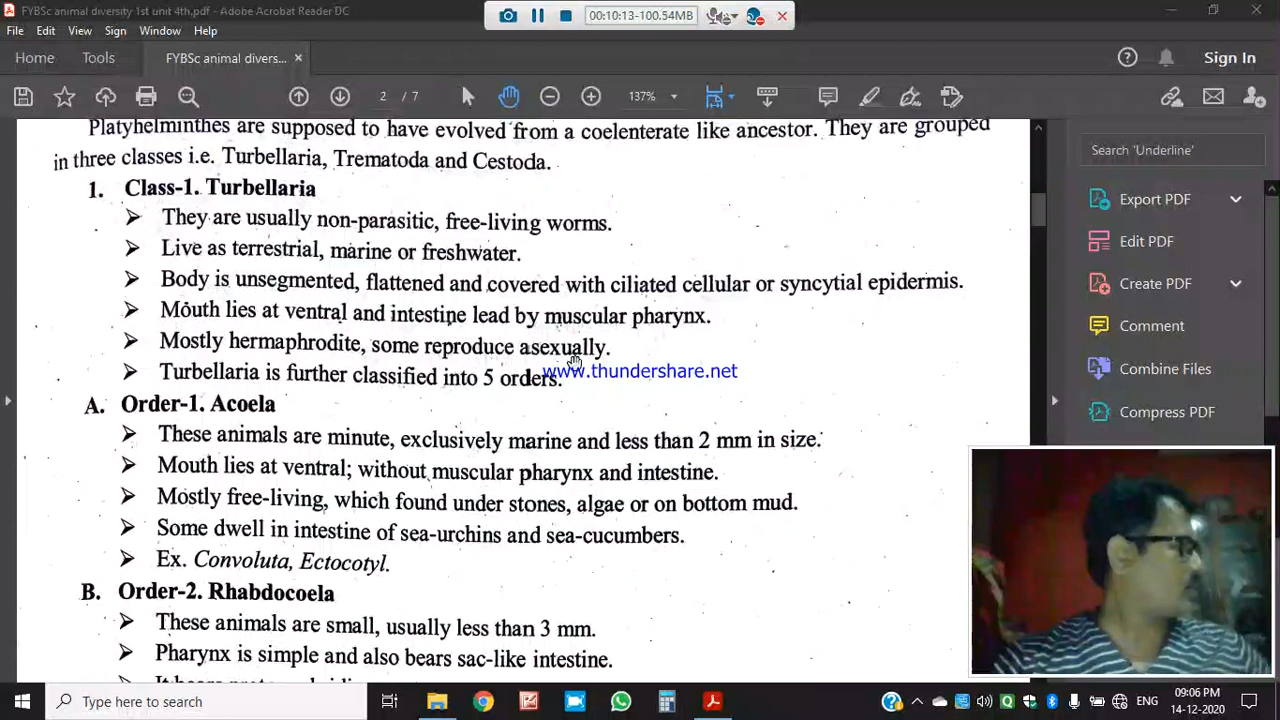 FYBSc animal diversity 1st unit 4th.pdf - Adobe Acrobat Reader DC
00:10:13-100.54MB
File Edit View Sign Window Help
Home Tools FYBSc animal divers... × Sign In
2 / 7 137%
Platyhelminthes are supposed to have evolved from a coelenterate like ancestor. They are grouped
in three classes i.e. Turbellaria, Trematoda and Cestoda.
1. Class-1. Turbellaria
➢ They are usually non-parasitic, free-living worms.
➢ Live as terrestrial, marine or freshwater.
➢ Body is unsegmented, flattened and covered with ciliated cellular or syncytial epidermis.
➢ Mouth lies at ventral and intestine lead by muscular pharynx.
➢ Mostly hermaphrodite, some reproduce asexually.
www.thundershare.net
➢ Turbellaria is further classified into 5 orders.
A. Order-1. Acoela
➢ These animals are minute, exclusively marine and less than 2 mm in size.
➢ Mouth lies at ventral; without muscular pharynx and intestine.
➢ Mostly free-living, which found under stones, algae or on bottom mud.
➢ Some dwell in intestine of sea-urchins and sea-cucumbers.
➢ Ex. Convoluta, Ectocotyl.
B. Order-2. Rhabdocoela
➢ These animals are small, usually less than 3 mm.
➢ Pharynx is simple and also bears sac-like intestine.
Search 'Underline'
Export PDF
Edit PDF
Create PDF
Comment
Combine Files
Compress PDF
Type here to search
ENG
09:06 PM
14-12-2020